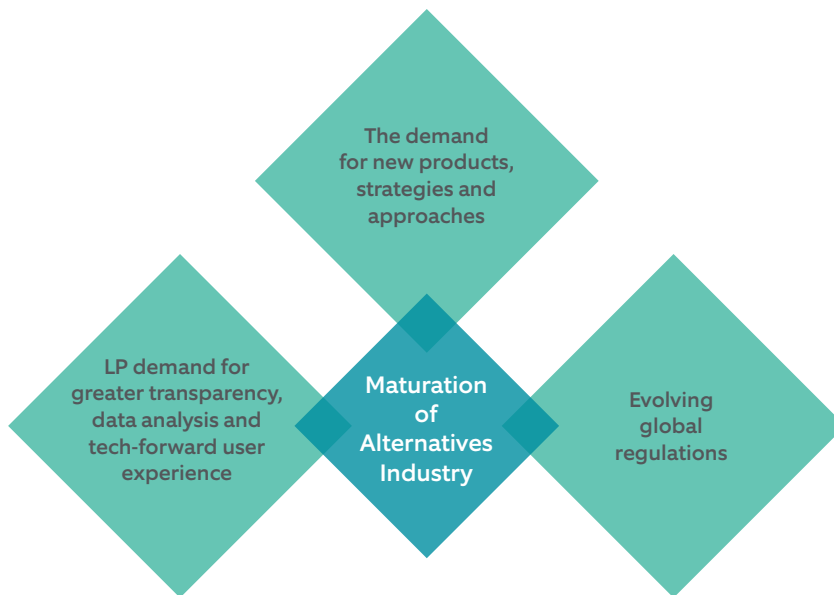 The demand
for new products,
strategies and
approaches
LP demand for
greater transparency,
data analysis and
tech-forward user
experience
Maturation
of
Alternatives
Industry
Evolving
global
regulations